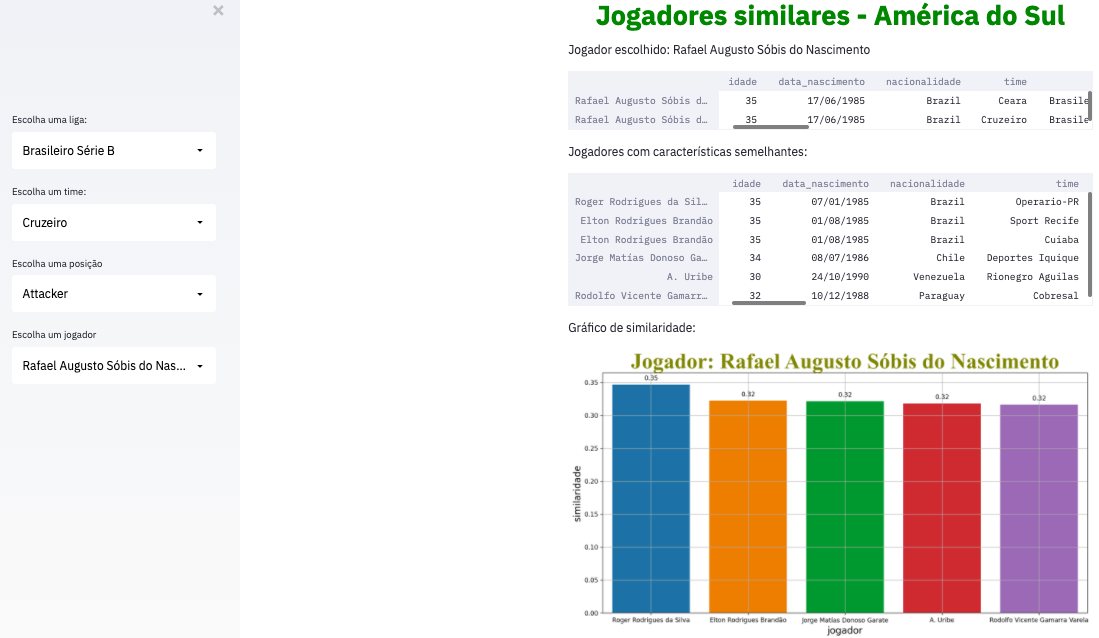 ×
Escolha uma liga:
Brasileiro Série B
Escolha um time:
Cruzeiro
Escolha uma posição
Attacker
Escolha um jogador
Rafael Augusto Sóbis do Nas...
Jogadores similares - América do Sul
Jogador escolhido: Rafael Augusto Sóbis do Nascimento
idade data_nascimento nacionalidade time
Rafael Augusto Sóbis d… 35 17/06/1985 Brazil Ceara Brasile
Rafael Augusto Sóbis d… 35 17/06/1985 Brazil Cruzeiro Brasile
Jogadores com características semelhantes:
idade data_nascimento nacionalidade time
Roger Rodrigues da Sil… 35 07/01/1985 Brazil Operario-PR
Elton Rodrigues Brandão 35 01/08/1985 Brazil Sport Recife
Elton Rodrigues Brandão 35 01/08/1985 Brazil Cuiaba
Jorge Matías Donoso Ga… 34 08/07/1986 Chile Deportes Iquique
A. Uribe 30 24/10/1990 Venezuela Rionegro Aguilas
Rodolfo Vicente Gamarr… 32 10/12/1988 Paraguay Cobresal
Gráfico de similaridade:
Jogador: Rafael Augusto Sóbis do Nascimento
0.35 0.32 0.32 0.32 0.32
0.35
0.30
0.25
0.20
0.15
0.10
0.05
0.00
similaridade
Roger Rodrigues da Silva Elton Rodrigues Brandão Jorge Matías Donoso Garate A. Uribe Rodolfo Vicente Gamarra Varela
jogador